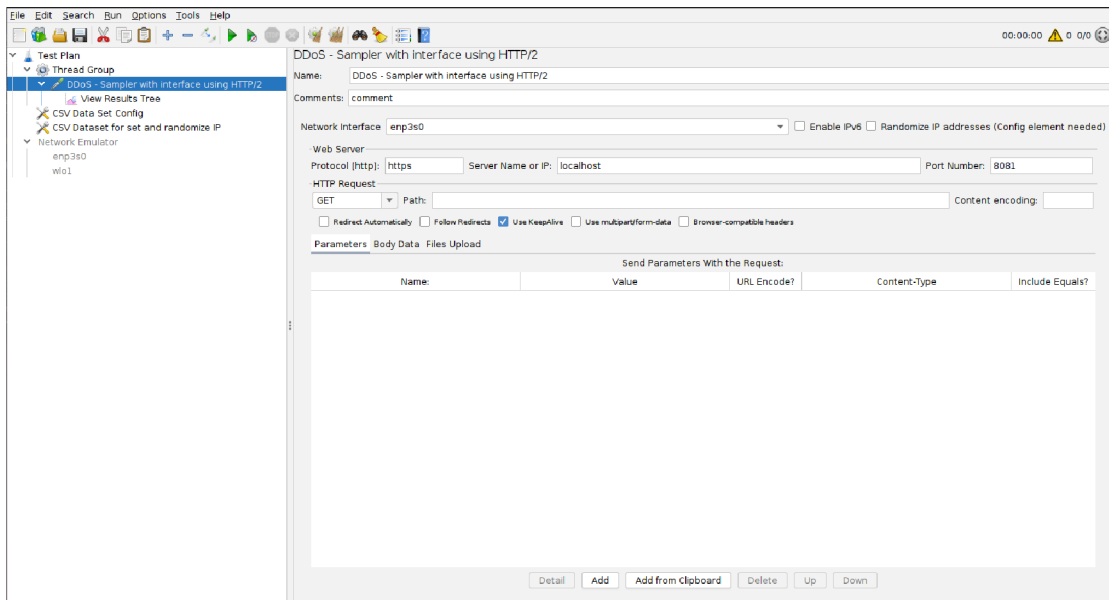 File Edit Search Run Options Tools Help
00:00:00 0 0/0
Test Plan
Thread Group
DDoS - Sampler with interface using HTTP/2
View Results Tree
CSV Data Set Config
CSV Dataset for set and randomize IP
Network Emulator
enp3s0
wlo1
DDoS - Sampler with interface using HTTP/2
Name: DDoS - Sampler with interface using HTTP/2
Comments: comment
Network Interface enp3s0 Enable IPv6 Randomize IP addresses (Config element needed)
Web Server
Protocol [http]: https Server Name or IP: localhost Port Number: 8081
HTTP Request
GET Path: Content encoding:
Redirect Automatically Follow Redirects Use KeepAlive Use multipart/form-data Browser-compatible headers
Parameters Body Data Files Upload
Send Parameters With the Request:
Name: Value URL Encode? Content-Type Include Equals?
Detail Add Add from Clipboard Delete Up Down